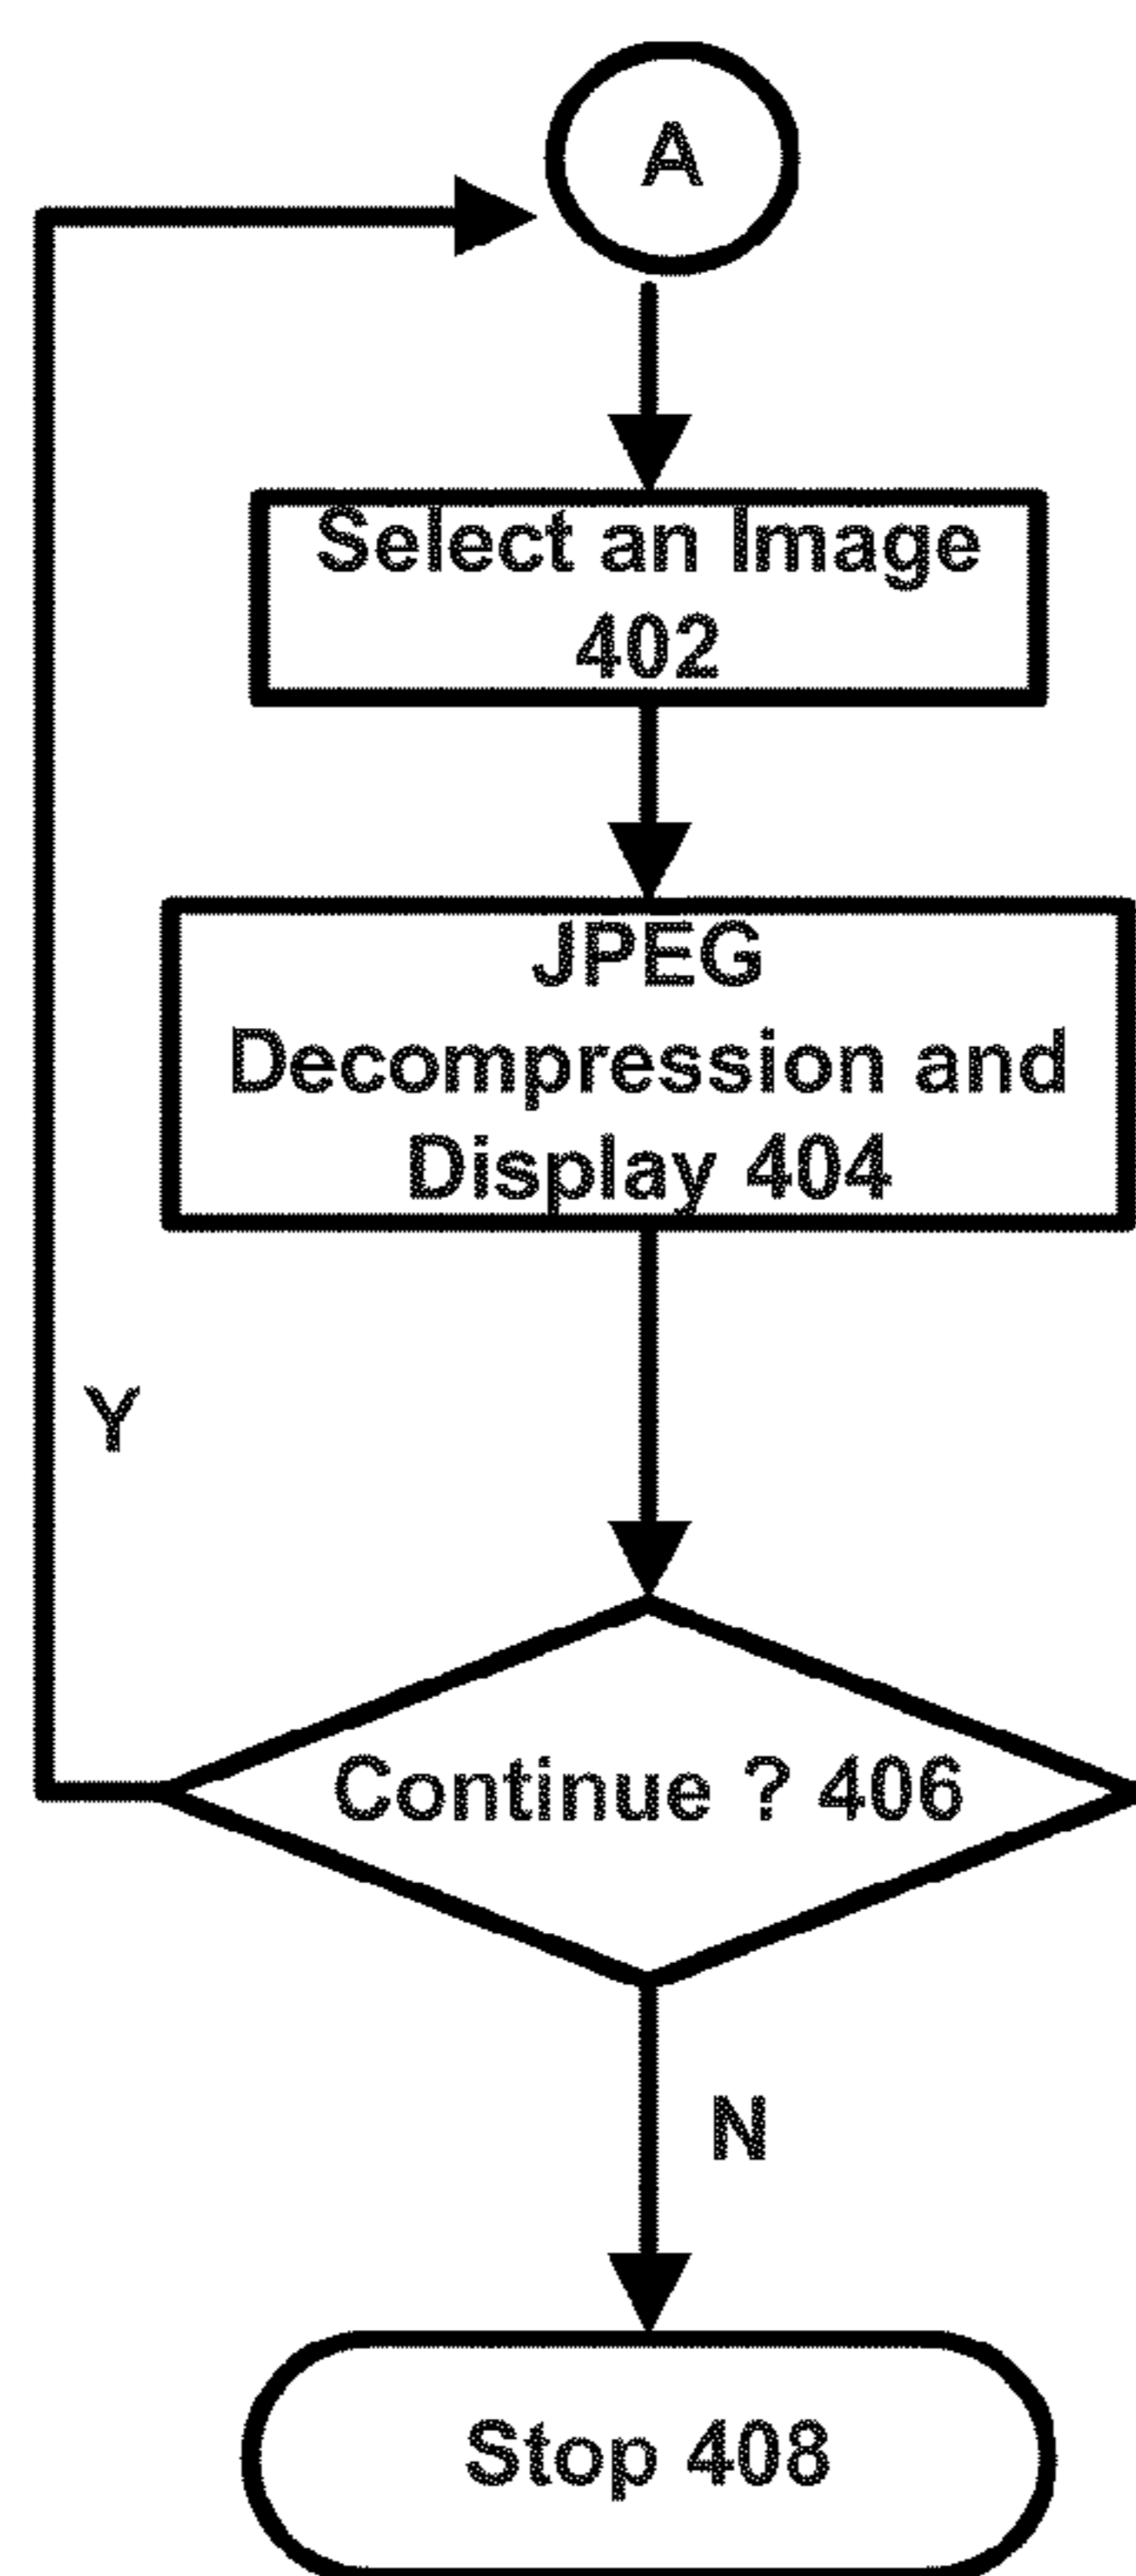 A
Select an Image
402
JPEG
Decompression and
Display 404
Y
Continue ? 406
N
Stop 408